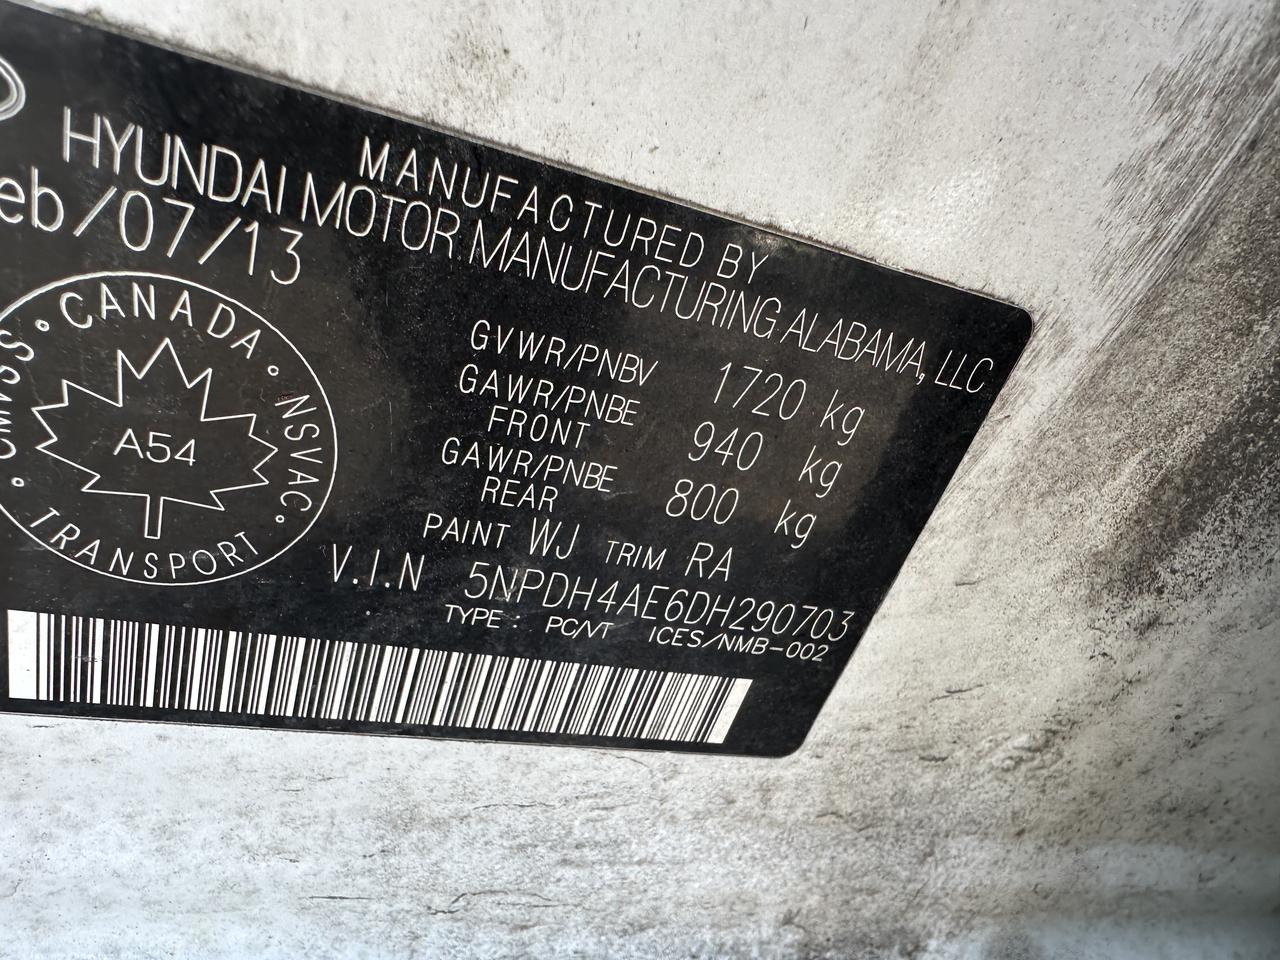 MANUFACTURED BY
HYUNDAI MOTOR MANUFACTURING ALABAMA, LLC
eb/07/13
CANADA · NSVAC · TRANSPORT · CMVSS ·
A54
GVWR/PNBV 1720 kg
GAWR/PNBE FRONT 940 kg
GAWR/PNBE REAR 800 kg
PAINT WJ TRIM RA
V.I.N 5NPDH4AE6DH290703
TYPE: PC/VT ICES/NMB-002